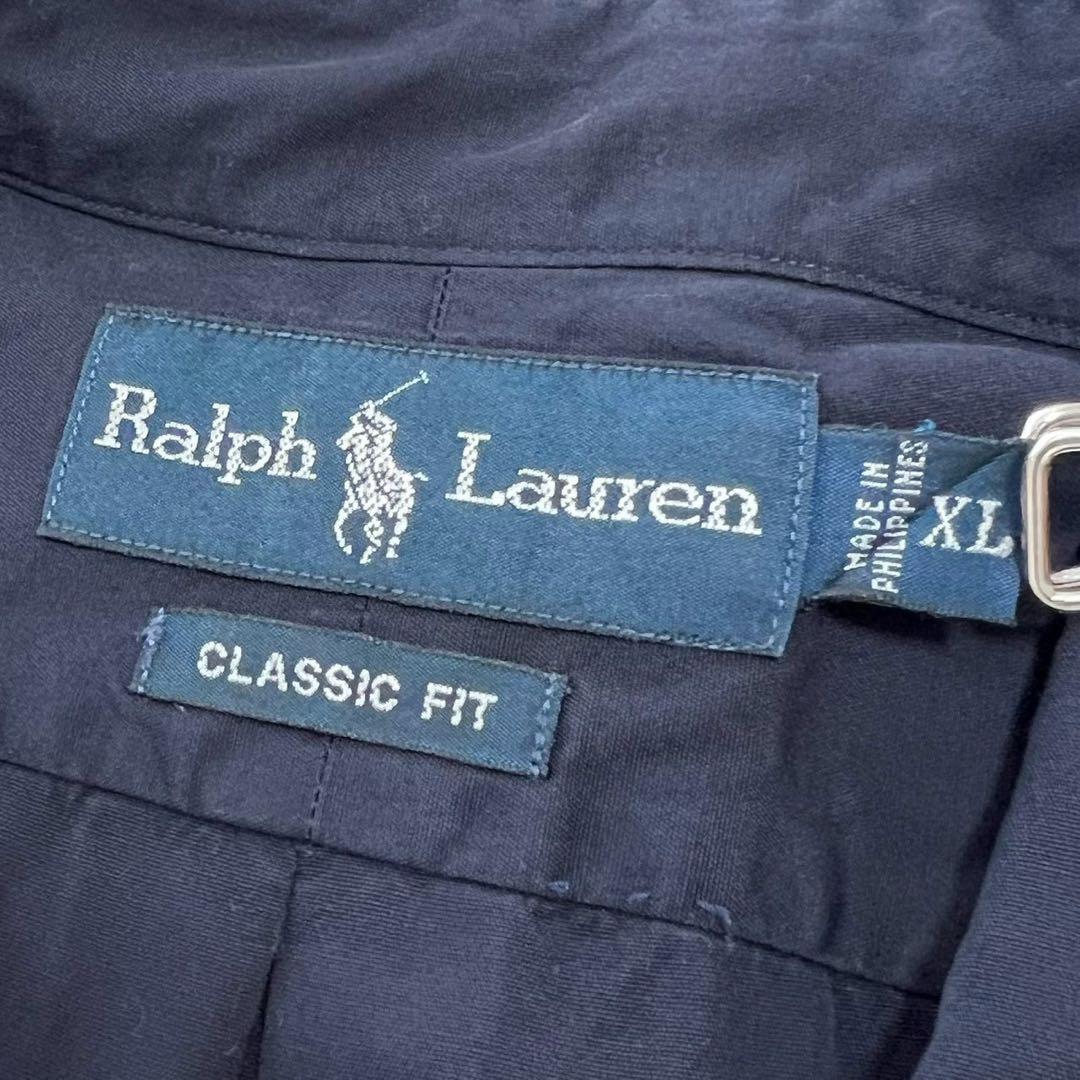 Ralph Lauren
MADE IN
PHILIPPINES
XL
CLASSIC FIT